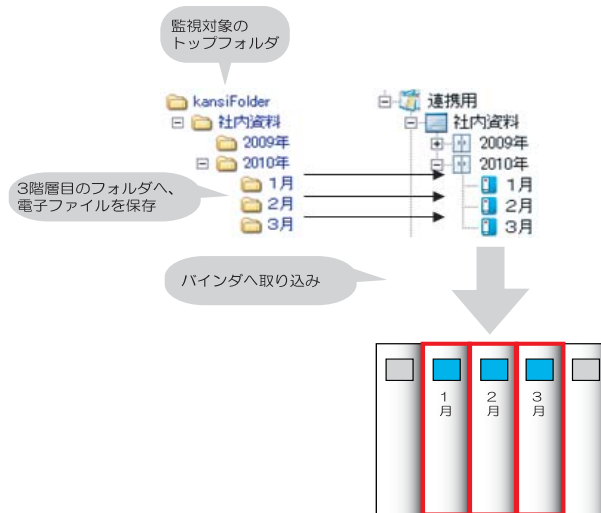 監視対象の
トップフォルダ
kansiFolder
社内資料
2009年
2010年
1月
2月
3月
連携用
社内資料
2009年
2010年
1月
2月
3月
3階層目のフォルダへ、
電子ファイルを保存
バインダへ取り込み
1月
2月
3月